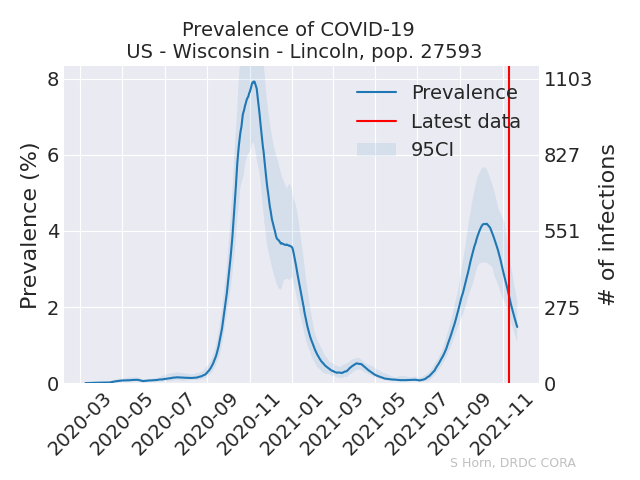 Prevalence of COVID-19
US - Wisconsin - Lincoln, pop. 27593
Prevalence
Latest data
95CI
Prevalence (%)
8
6
4
2
0
1103
827
551
275
0
# of infections
2020-03
2020-05
2020-07
2020-09
2020-11
2021-01
2021-03
2021-05
2021-07
2021-09
2021-11
S Horn, DRDC CORA